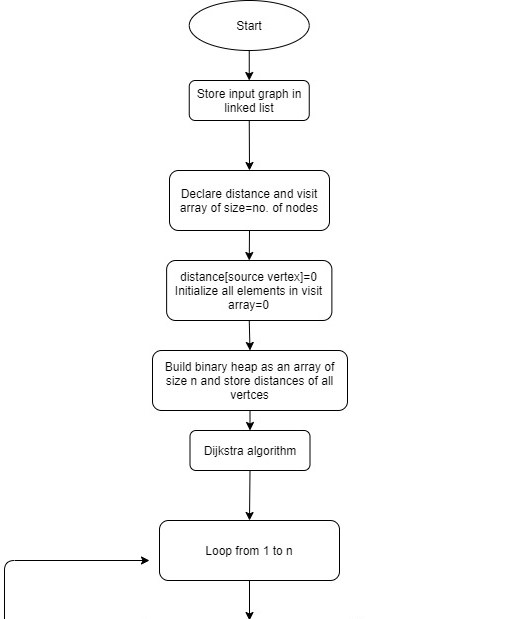 Start
Store input graph in
linked list
Declare distance and visit
array of size=no. of nodes
distance[source vertex]=0
Initialize all elements in visit
array=0
Build binary heap as an array of
size n and store distances of all
vertces
Dijkstra algorithm
Loop from 1 to n